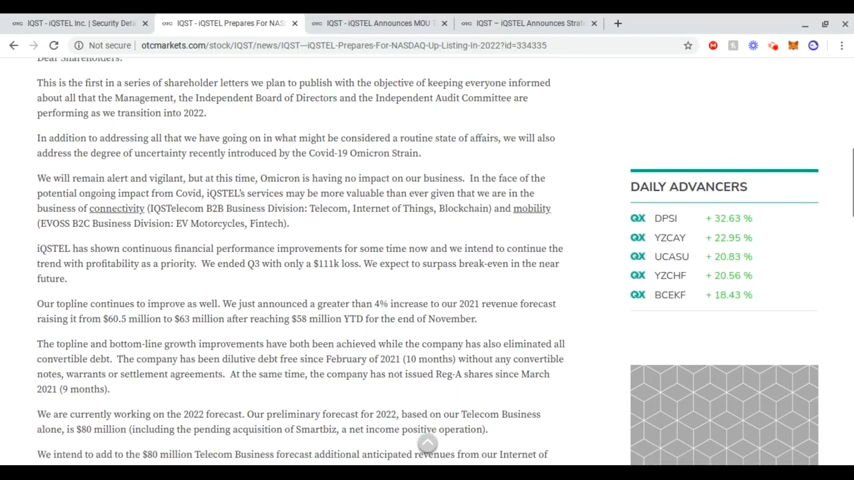 IQST - iQSTEL Inc. | Security Deta
IQST - iQSTEL Prepares For NAS
IQST - iQSTEL Announces MOU T
IQST – iQSTEL Announces Strat
Not secure
otcmarkets.com/stock/IQST/news/IQST---iQSTEL-Prepares-For-NASDAQ-Up-Listing-In-2022?id=334335
Dear Shareholders:
This is the first in a series of shareholder letters we plan to publish with the objective of keeping everyone informed
about all that the Management, the Independent Board of Directors and the Independent Audit Committee are
performing as we transition into 2022.
In addition to addressing all that we have going on in what might be considered a routine state of affairs, we will also
address the degree of uncertainty recently introduced by the Covid-19 Omicron Strain.
We will remain alert and vigilant, but at this time, Omicron is having no impact on our business. In the face of the
potential ongoing impact from Covid, iQSTEL's services may be more valuable than ever given that we are in the
business of connectivity (IQSTelecom B2B Business Division: Telecom, Internet of Things, Blockchain) and mobility
(EVOSS B2C Business Division: EV Motorcycles, Fintech).
iQSTEL has shown continuous financial performance improvements for some time now and we intend to continue the
trend with profitability as a priority. We ended Q3 with only a $111k loss. We expect to surpass break-even in the near
future.
Our topline continues to improve as well. We just announced a greater than 4% increase to our 2021 revenue forecast
raising it from $60.5 million to $63 million after reaching $58 million YTD for the end of November.
The topline and bottom-line growth improvements have both been achieved while the company has also eliminated all
convertible debt. The company has been dilutive debt free since February of 2021 (10 months) without any convertible
notes, warrants or settlement agreements. At the same time, the company has not issued Reg-A shares since March
2021 (9 months).
We are currently working on the 2022 forecast. Our preliminary forecast for 2022, based on our Telecom Business
alone, is $80 million (including the pending acquisition of Smartbiz, a net income positive operation).
We intend to add to the $80 million Telecom Business forecast additional anticipated revenues from our Internet of
DAILY ADVANCERS
QX DPSI + 32.63 %
QX YZCAY + 22.95 %
QX UCASU + 20.83 %
QX YZCHF + 20.56 %
QX BCEKF + 18.43 %